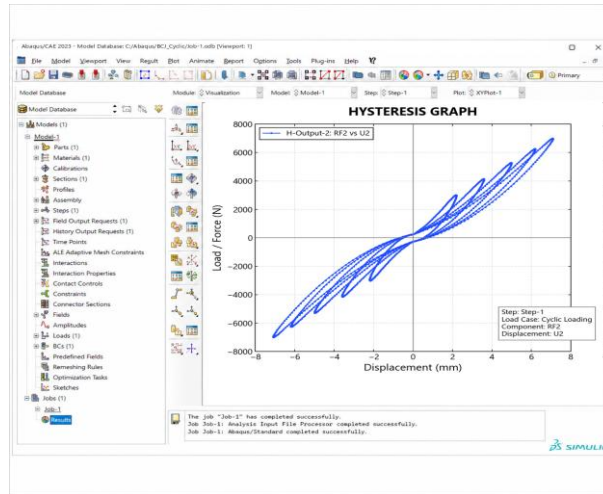 Abaqus/CAE 2023 - Model Database: C:/Abaqus/BCJ_Cyclic/Job-1.odb [Viewport: 1]
File Model Viewport View Result Plot Animate Report Options Tools Plug-ins Help
Primary
Model Database
Module: Visualization Model: Model-1 Step: Step-1 Plot: XYPlot-1
Model Database
Models (1)
Model-1
Parts (1)
Materials (1)
Calibrations
Sections (1)
Profiles
Assembly
Steps (1)
Field Output Requests (1)
History Output Requests (1)
Time Points
ALE Adaptive Mesh Constraints
Interactions
Interaction Properties
Contact Controls
Constraints
Connector Sections
Fields
Amplitudes
Loads (1)
BCs (1)
Predefined Fields
Remeshing Rules
Optimization Tasks
Sketches
Jobs (1)
Job-1
Results
HYSTERESIS GRAPH
H-Output-2: RF2 vs U2
Load / Force (N)
8000
6000
4000
2000
0
−2000
−4000
−6000
−8000
−8 −6 −4 −2 0 2 4 6 8
Displacement (mm)
Step: Step-1
Load Case: Cyclic Loading
Component: RF2
Displacement: U2
The job "Job-1" has completed successfully.
Job Job-1: Analysis Input File Processor completed successfully.
Job Job-1: Abaqus/Standard completed successfully.
SIMULI